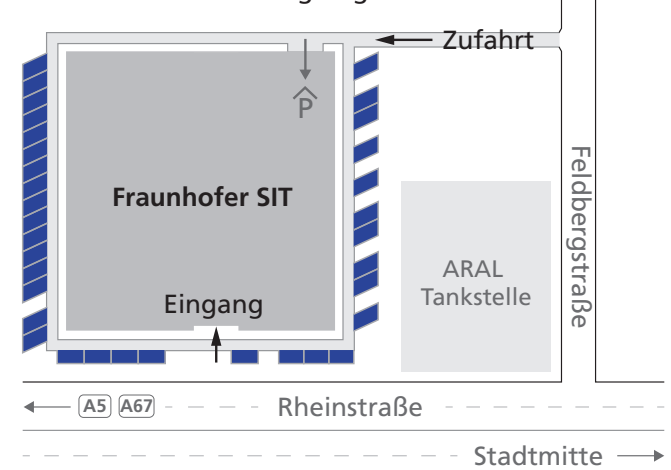 Zufahrt
P
Fraunhofer SIT
Feldbergstraße
ARAL
Tankstelle
Eingang
A5 A67
Rheinstraße
Stadtmitte